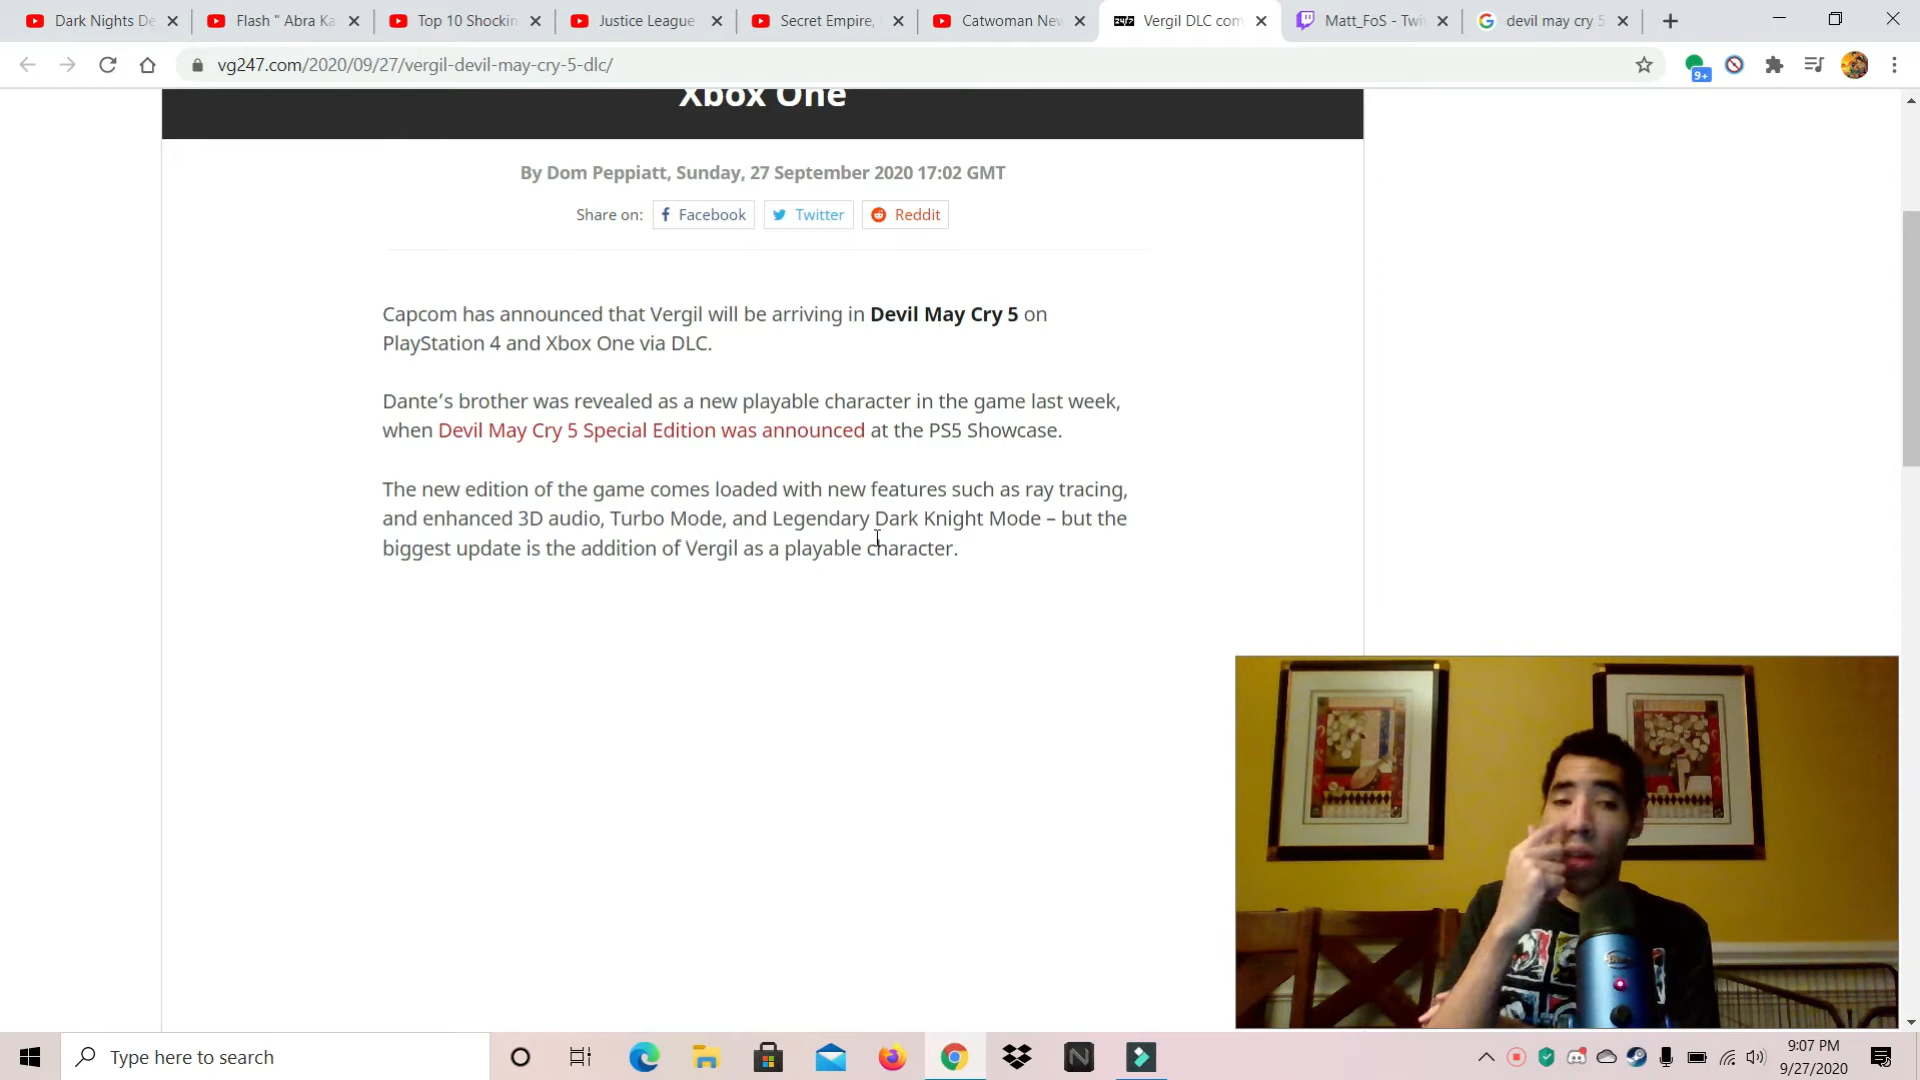 Dark Nights De
Flash " Abra Ka
Top 10 Shockin
Justice League
Secret Empire,
Catwoman Nev
24/7 Vergil DLC com
Matt_FoS - Twi
devil may cry 5
vg247.com/2020/09/27/vergil-devil-may-cry-5-dlc/
9+
Xbox One
By Dom Peppiatt, Sunday, 27 September 2020 17:02 GMT
Share on: Facebook Twitter Reddit
Capcom has announced that Vergil will be arriving in Devil May Cry 5 on
PlayStation 4 and Xbox One via DLC.
Dante’s brother was revealed as a new playable character in the game last week,
when Devil May Cry 5 Special Edition was announced at the PS5 Showcase.
The new edition of the game comes loaded with new features such as ray tracing,
and enhanced 3D audio, Turbo Mode, and Legendary Dark Knight Mode – but the
biggest update is the addition of Vergil as a playable character.
Type here to search
9:07 PM
9/27/2020